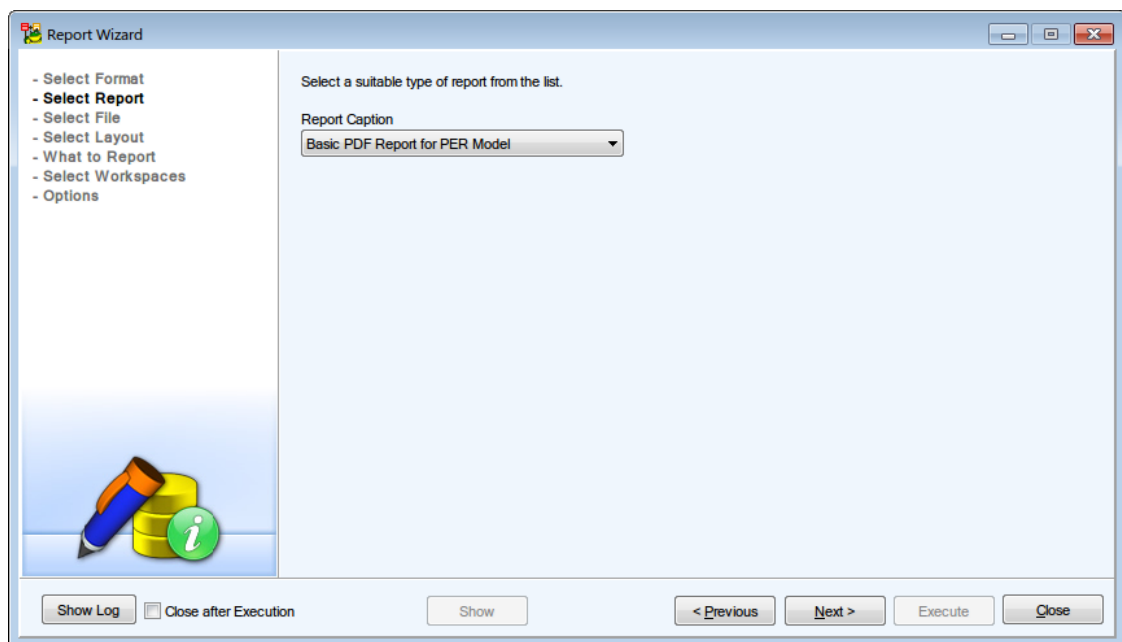 Report Wizard
- Select Format
- Select Report
- Select File
- Select Layout
- What to Report
- Select Workspaces
- Options
Select a suitable type of report from the list.
Report Caption
Basic PDF Report for PER Model
i
Show Log
Close after Execution
Show
< Previous
Next >
Execute
Close